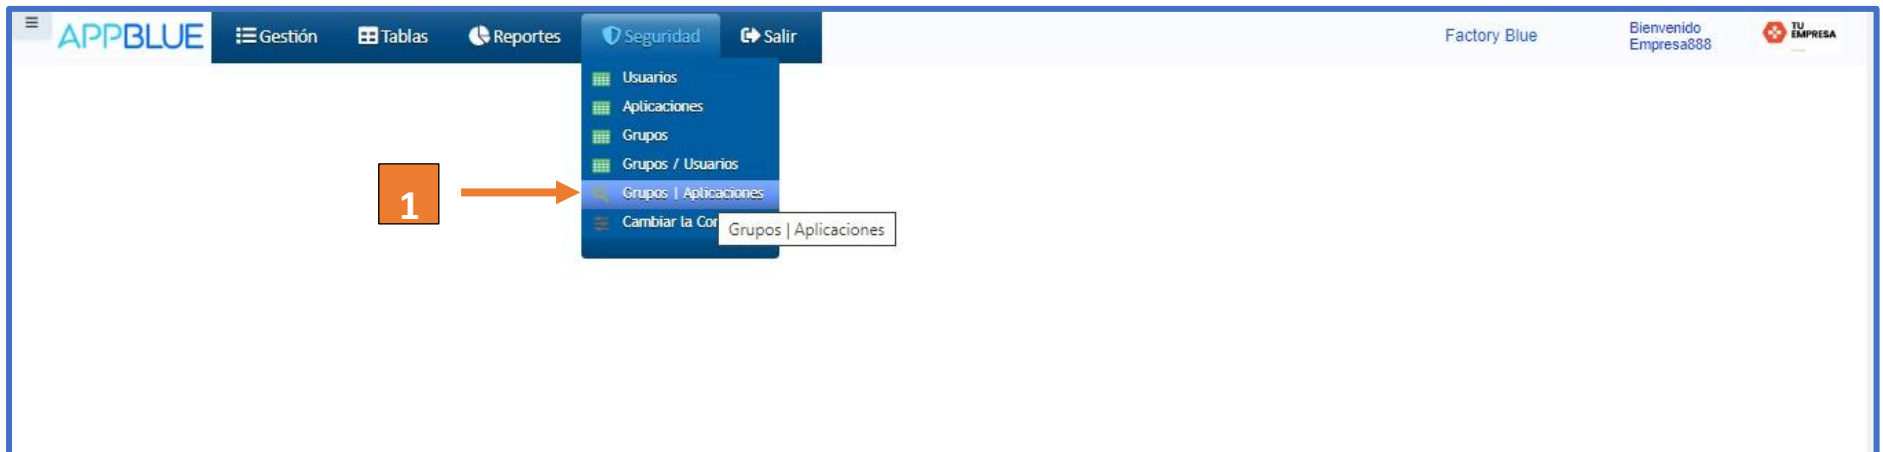 APPBLUE Gestión Tablas Reportes Seguridad Salir Factory Blue Bienvenido Empresa888 TU EMPRESA
Usuarios
Aplicaciones
Grupos
Grupos / Usuarios
1 Grupos | Aplicaciones
Cambiar la Cor
Grupos | Aplicaciones